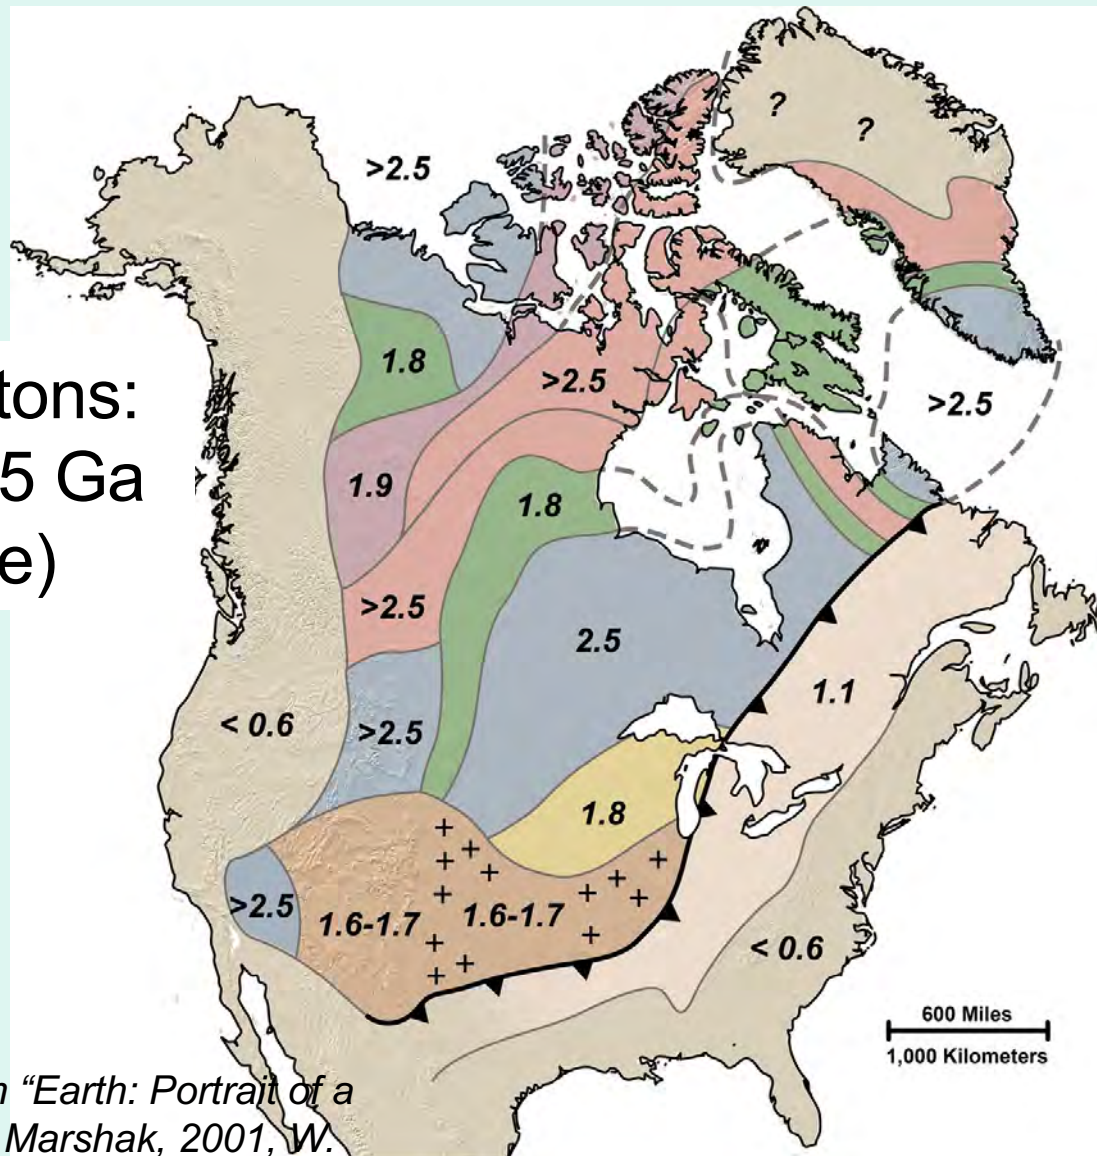 ?
?
>2.5
tons:
5 Ga
e)
1.8
>2.5
>2.5
1.9
1.8
>2.5
2.5
1.1
< 0.6
>2.5
1.8
>2.5
1.6-1.7
1.6-1.7
< 0.6
600 Miles
1,000 Kilometers
“Earth: Portrait of a
Marshak, 2001, W.